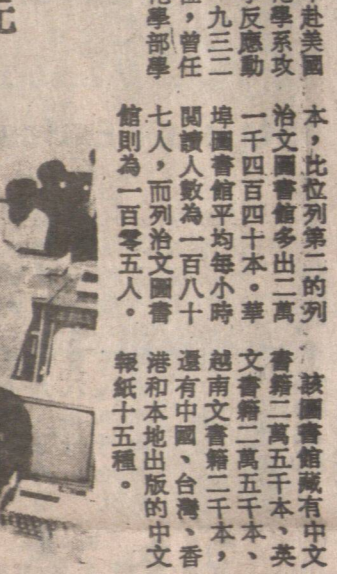 赴美國
學系攻
反應動
九三二
，曾任
學部學
本，比位列第二的列
治文圖書館多出二萬
一千四百四十本。華
埠圖書館平均每小時
閱讀人數為一百八十
七人，而列治文圖書
館則為一百零五人。
該圖書館藏有中文
書籍二萬五千本、英
文書籍二萬五千本、
越南文書籍二千本，
還有中國、台灣、香
港和本地出版的中文
報紙十五種。